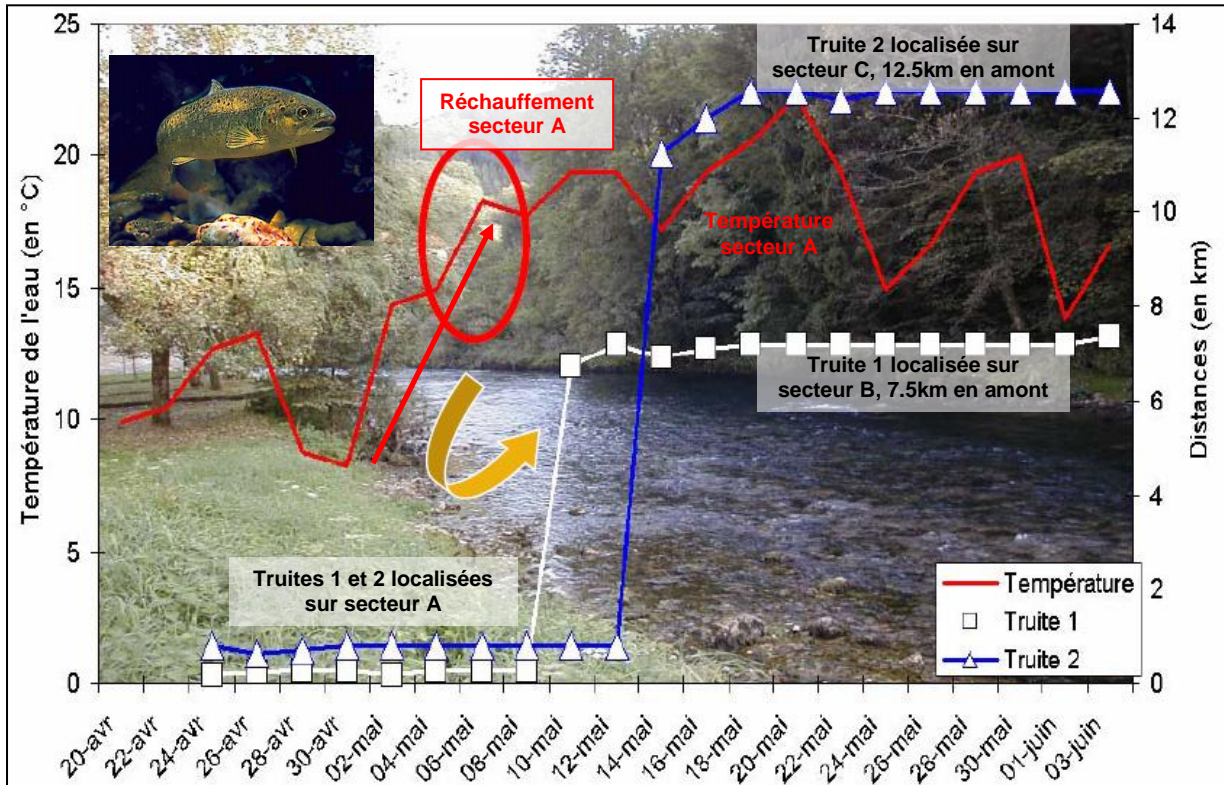 Température de l'eau (en °C)
25
20
15
10
5
0
Réchauffement
secteur A
Truite 2 localisée sur
secteur C, 12.5km en amont
Température
secteur A
Truite 1 localisée sur
secteur B, 7.5km en amont
Truites 1 et 2 localisées
sur secteur A
Température
Truite 1
Truite 2
14
12
10
8
6
4
2
0
Distances (en km)
20-avr
22-avr
24-avr
26-avr
28-avr
30-avr
02-mai
04-mai
06-mai
08-mai
10-mai
12-mai
14-mai
16-mai
18-mai
20-mai
22-mai
24-mai
26-mai
28-mai
30-mai
01-juin
03-juin